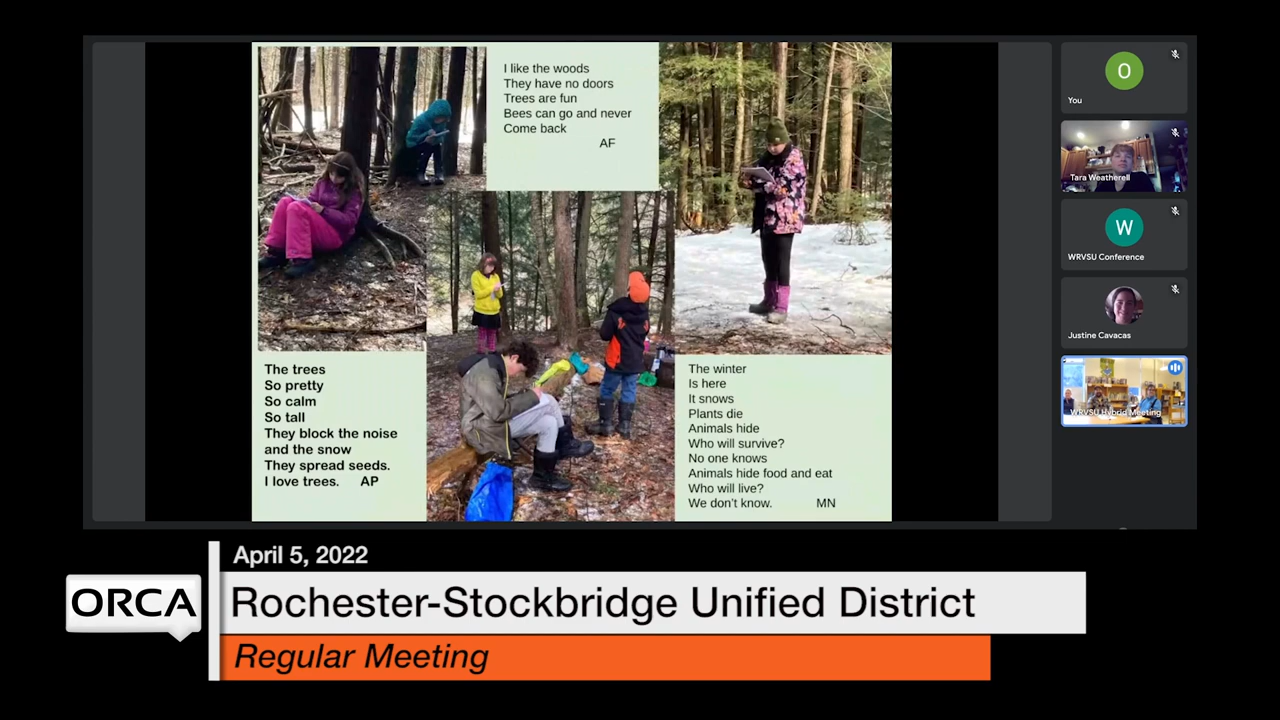 I like the woods
They have no doors
Trees are fun
Bees can go and never
Come back
AF
The trees
So pretty
So calm
So tall
They block the noise
and the snow
They spread seeds.
I love trees. AP
The winter
Is here
It snows
Plants die
Animals hide
Who will survive?
No one knows
Animals hide food and eat
Who will live?
We don't know. MN
O
You
Tara Weatherell
W
WRVSU Conference
Justine Cavacas
WRVSU Hybrid Meeting
April 5, 2022
ORCA
Rochester-Stockbridge Unified District
Regular Meeting